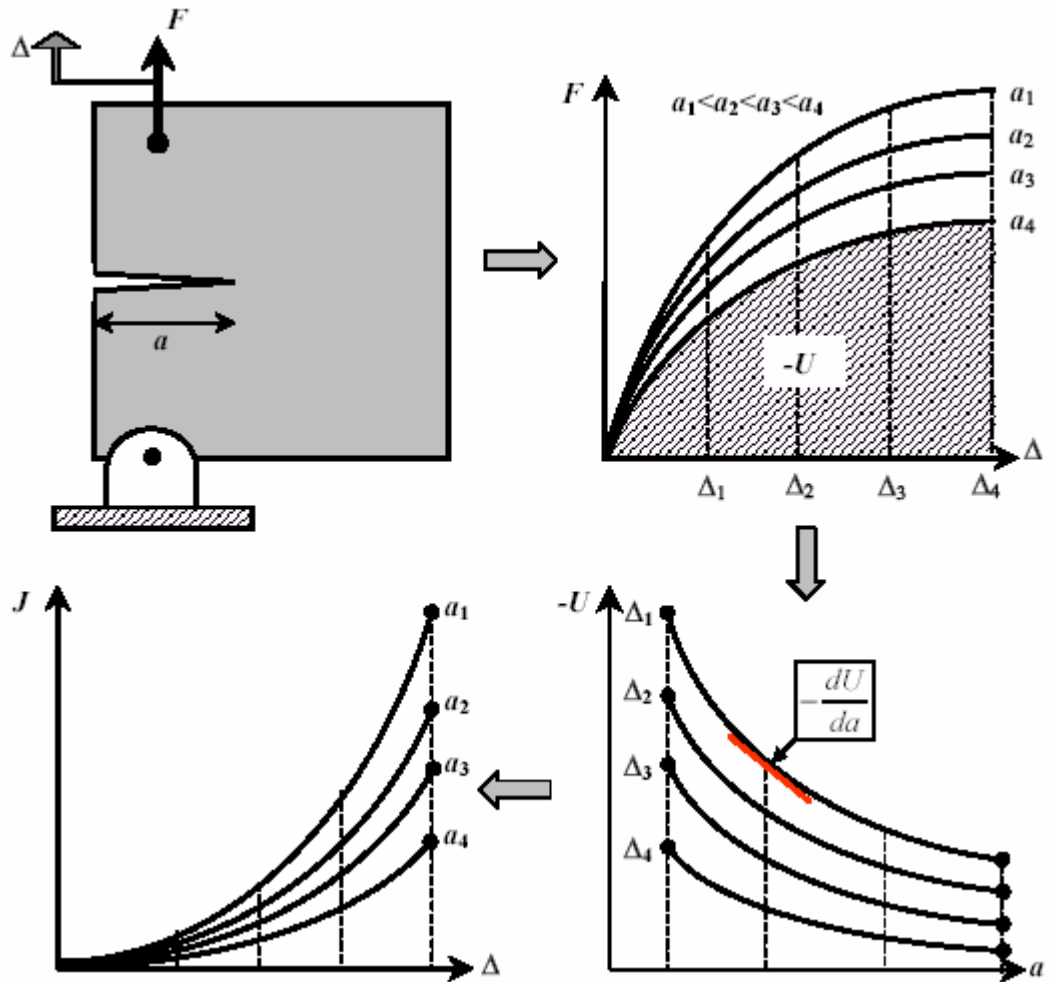 F
Δ
a
F
a₁<a₂<a₃<a₄
a₁
a₂
a₃
a₄
-U
Δ
Δ₁ Δ₂ Δ₃ Δ₄
J
a₁
a₂
a₃
a₄
Δ
-U
Δ₁
Δ₂
Δ₃
Δ₄
-dU/da
a